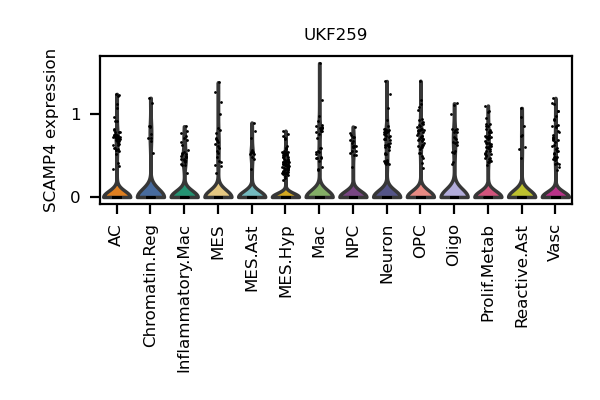 UKF259
SCAMP4 expression
1
0
AC
Chromatin.Reg
Inflammatory.Mac
MES
MES.Ast
MES.Hyp
Mac
NPC
Neuron
OPC
Oligo
Prolif.Metab
Reactive.Ast
Vasc